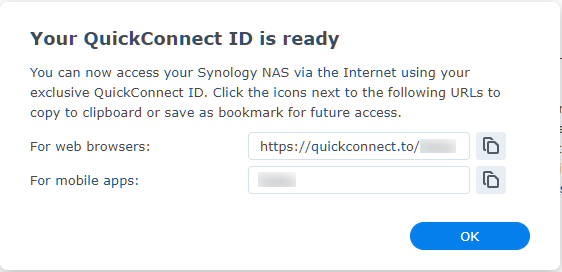 Your QuickConnect ID is ready
You can now access your Synology NAS via the Internet using your
exclusive QuickConnect ID. Click the icons next to the following URLs to
copy to clipboard or save as bookmark for future access.
For web browsers:
https://quickconnect.to/
For mobile apps:
OK